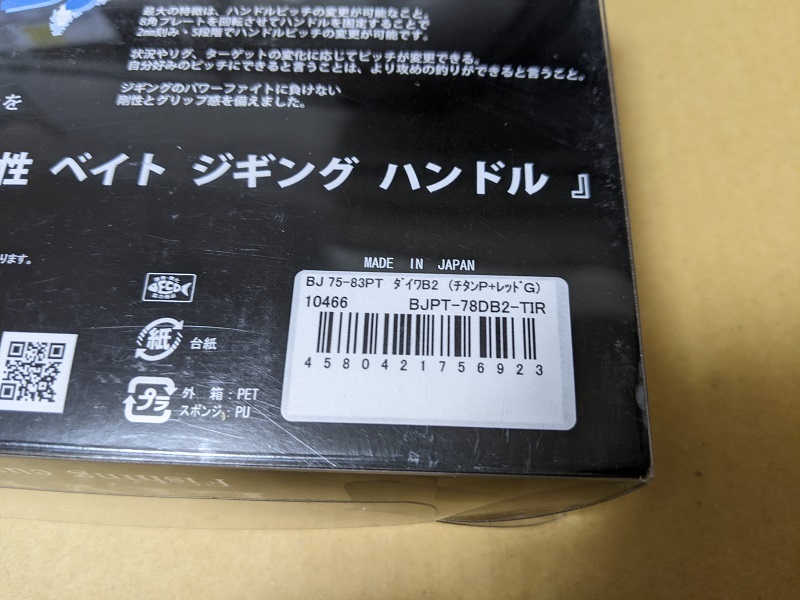 最大の特徴は、ハンドルピッチの変更が可能なこと。
8角プレートを回転させてハンドルを固定することで
2mm刻み・5段階でハンドルピッチの変更が可能です。
状況やリグ、ターゲットの変化に応じてピッチが変更できる。
自分好みのピッチにできると言うことは、より攻めの釣りができると言うこと。
ジギングのパワーファイトに負けない
剛性とグリップ感を備えました。
を
性 ベイト ジギング ハンドル 』
ります。
MADE IN JAPAN
BJ 75-83PT ダイワB2 (チタンP+レッドG)
10466 BJPT-78DB2-TIR
4580421756923
紙 台紙
プラ 外 箱：PET
スポンジ：PU
Fishing